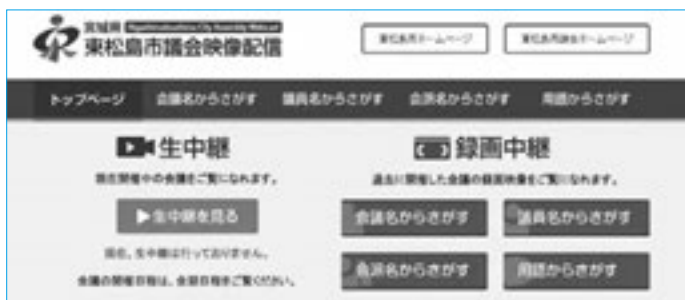 宮城県 Higashimatsushima City Assembly Webcast
東松島市議会映像配信
東松島市ホームページ
東松島市議会ホームページ
トップページ 会議名からさがす 議員名からさがす 会派名からさがす 用語からさがす
生中継
現在開催中の会議をご覧になれます。
▶生中継を見る
現在、生中継は行っておりません。
会議の開催日程は、会期日程をご覧ください。
録画中継
過去に開催した会議の録画映像をご覧になれます。
会議名からさがす 議員名からさがす
会派名からさがす 用語からさがす